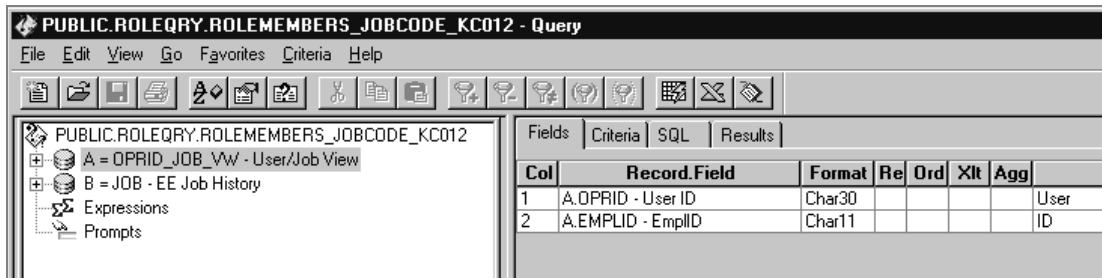 PUBLIC.ROLEQRY.ROLEMEMBERS_JOBCODE_KC012 - Query
File Edit View Go Favorites Criteria Help
PUBLIC.ROLEQRY.ROLEMEMBERS_JOBCODE_KC012
A = OPRID_JOB_VW - User/Job View
B = JOB - EE Job History
Expressions
Prompts
Fields Criteria SQL Results
Col Record.Field Format Re Ord Xlt Agg
1 A.OPRID - User ID Char30 User
2 A.EMPLID - EmplID Char11 ID